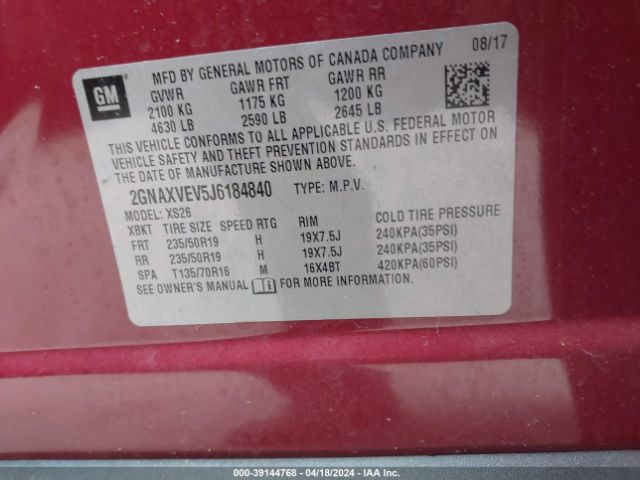 GM
MFD BY GENERAL MOTORS OF CANADA COMPANY 08/17
GVWR GAWR FRT GAWR RR
2100 KG 1175 KG 1200 KG
4630 LB 2590 LB 2645 LB
THIS VEHICLE CONFORMS TO ALL APPLICABLE U.S. FEDERAL MOTOR
VEHICLE SAFETY AND THEFT PREVENTION STANDARDS IN EFFECT ON
THE DATE OF MANUFACTURE SHOWN ABOVE.
2GNAXVEV5J6184840 TYPE: M.P.V.
MODEL: XS26
XBKT TIRE SIZE SPEED RTG RIM COLD TIRE PRESSURE
FRT 235/50R19 H 19X7.5J 240KPA(35PSI)
RR 235/50R19 H 19X7.5J 240KPA(35PSI)
SPA T135/70R16 M 16X4BT 420KPA(60PSI)
SEE OWNER'S MANUAL FOR MORE INFORMATION
000-39144768 | 04/18/2024 - IAA Inc.